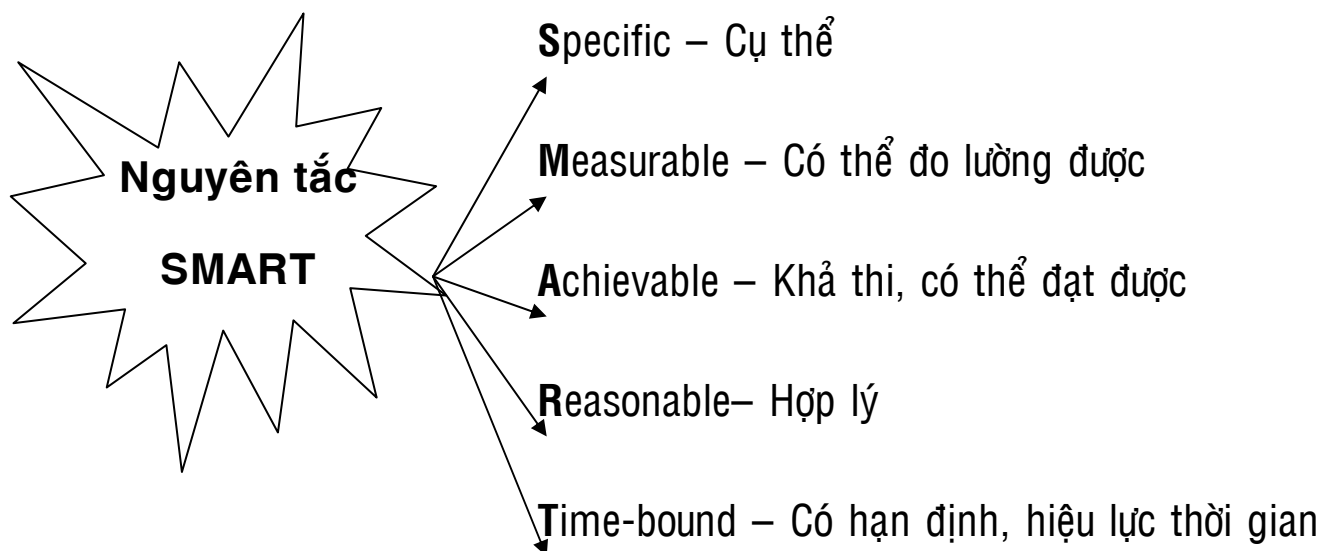 Nguyên tắc
SMART
Specific – Cụ thể
Measurable – Có thể đo lường được
Achievable – Khả thi, có thể đạt được
Reasonable– Hợp lý
Time-bound – Có hạn định, hiệu lực thời gian